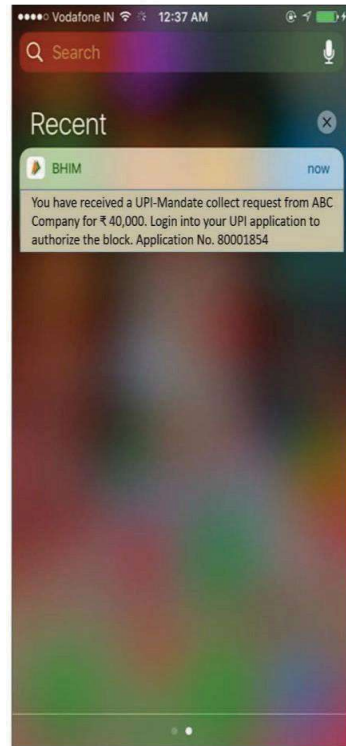 Vodafone IN 12:37 AM
Search
Recent
BHIM now
You have received a UPI-Mandate collect request from ABC
Company for ₹ 40,000. Login into your UPI application to
authorize the block. Application No. 80001854